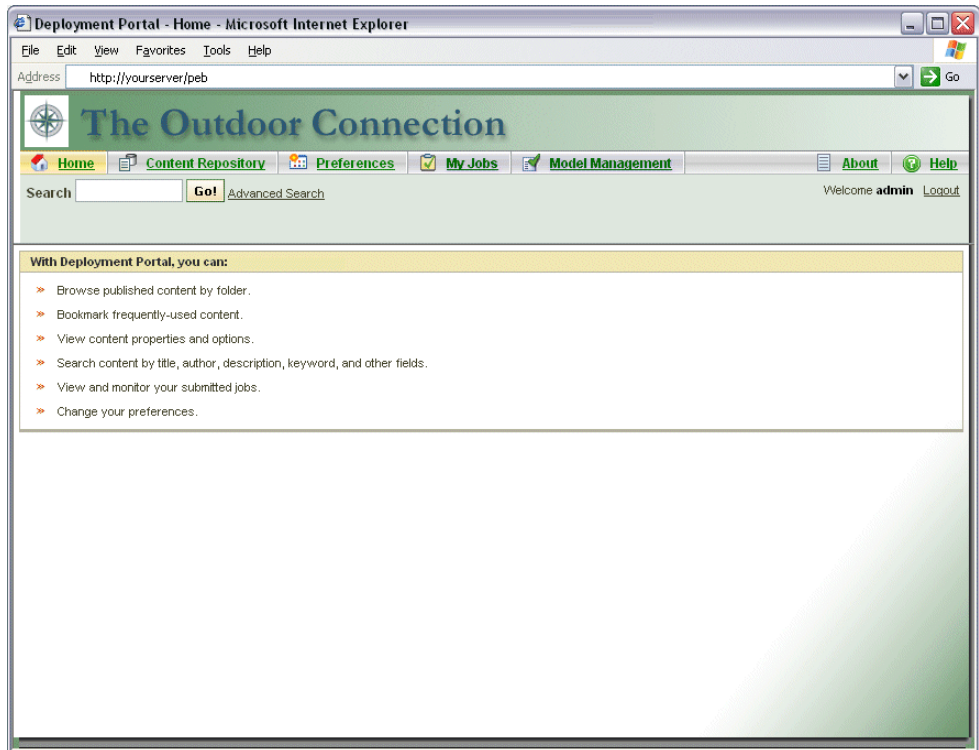 Deployment Portal - Home - Microsoft Internet Explorer
File Edit View Favorites Tools Help
Address http://yourserver/peb Go
The Outdoor Connection
Home Content Repository Preferences My Jobs Model Management About Help
Search Go! Advanced Search Welcome admin Logout
With Deployment Portal, you can:
» Browse published content by folder.
» Bookmark frequently-used content.
» View content properties and options.
» Search content by title, author, description, keyword, and other fields.
» View and monitor your submitted jobs.
» Change your preferences.